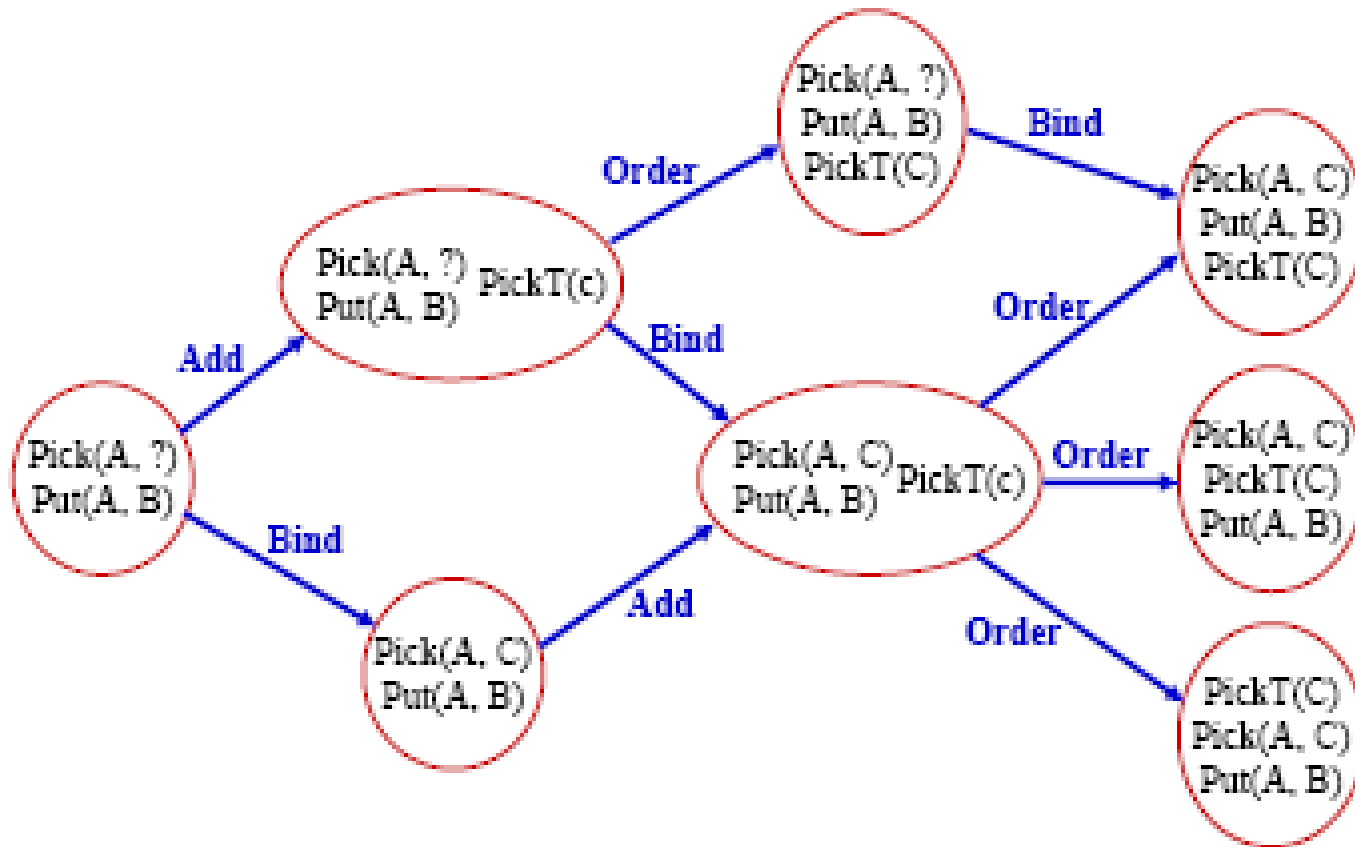 Pick(A, ?)
Put(A, B)
PickT(C)
Bind
Order
Pick(A, C)
Put(A, B)
PickT(C)
Pick(A, ?)
Put(A, B)
PickT(c)
Order
Bind
Add
Pick(A, ?)
Put(A, B)
Pick(A, C)
Put(A, B)
PickT(c)
Order
Pick(A, C)
PickT(C)
Put(A, B)
Bind
Add
Order
Pick(A, C)
Put(A, B)
PickT(C)
Pick(A, C)
Put(A, B)